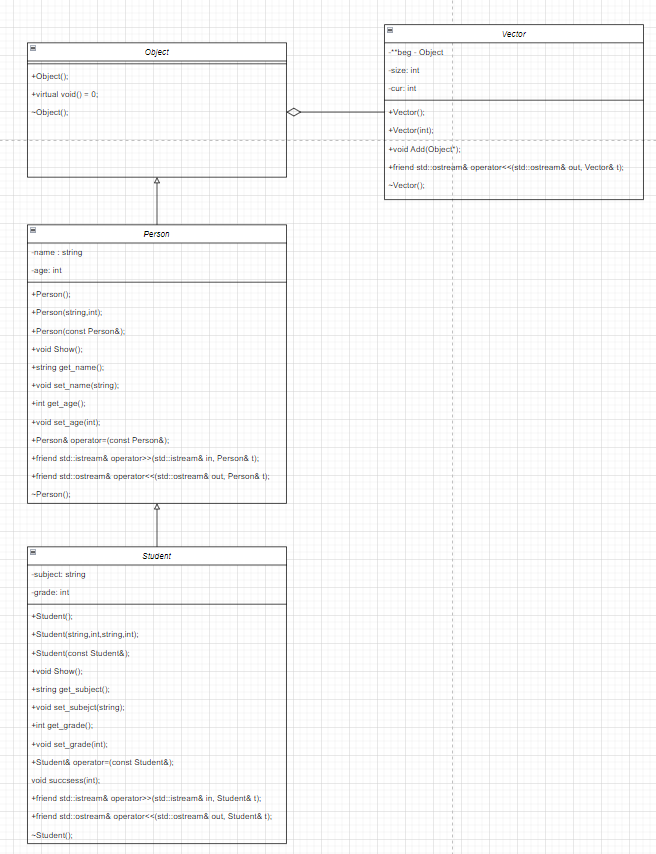 Object
+Object();
+virtual void() = 0;
~Object();
Vector
-**beg - Object
-size: int
-cur: int
+Vector();
+Vector(int);
+void Add(Object*);
+friend std::ostream& operator<<(std::ostream& out, Vector& t);
~Vector();
Person
-name : string
-age: int
+Person();
+Person(string,int);
+Person(const Person&);
+void Show();
+string get_name();
+void set_name(string);
+int get_age();
+void set_age(int);
+Person& operator=(const Person&);
+friend std::istream& operator>>(std::istream& in, Person& t);
+friend std::ostream& operator<<(std::ostream& out, Person& t);
~Person();
Student
-subject: string
-grade: int
+Student();
+Student(string,int,string,int);
+Student(const Student&);
+void Show();
+string get_subject();
+void set_subejct(string);
+int get_grade();
+void set_grade(int);
+Student& operator=(const Student&);
void succsess(int);
+friend std::istream& operator>>(std::istream& in, Student& t);
+friend std::ostream& operator<<(std::ostream& out, Student& t);
~Student();